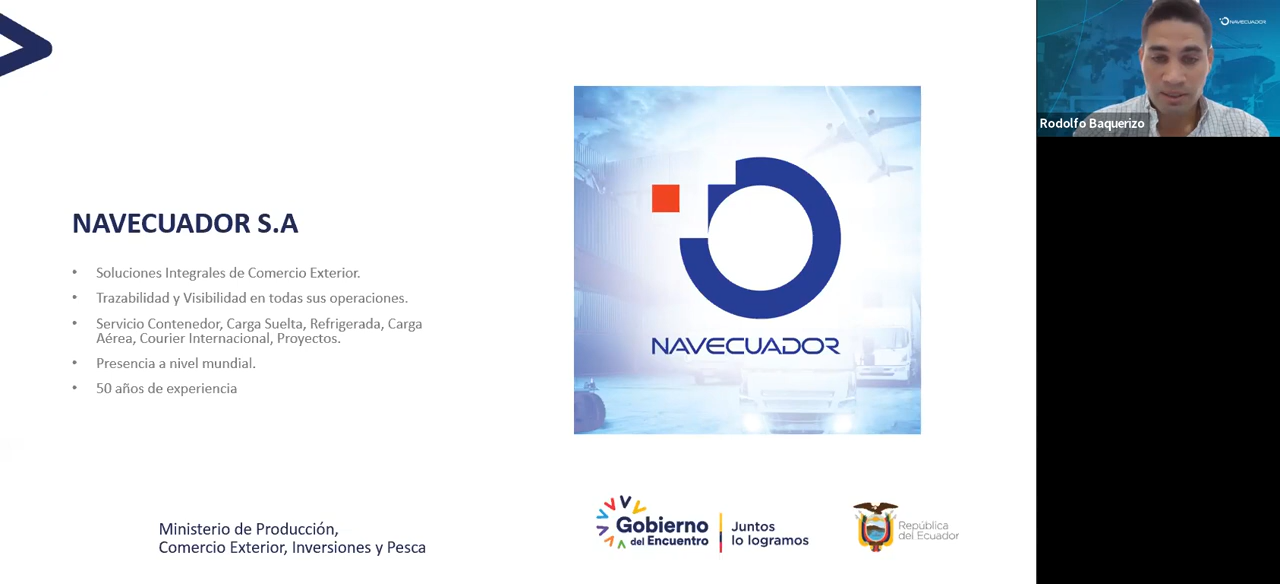 NAVECUADOR S.A
• Soluciones Integrales de Comercio Exterior.
• Trazabilidad y Visibilidad en todas sus operaciones.
• Servicio Contenedor, Carga Suelta, Refrigerada, Carga
Aérea, Courier Internacional, Proyectos.
• Presencia a nivel mundial.
• 50 años de experiencia
NAVECUADOR
Ministerio de Producción,
Comercio Exterior, Inversiones y Pesca
Gobierno
del Encuentro
Juntos
lo logramos
República
del Ecuador
NAVECUADOR
Rodolfo Baquerizo